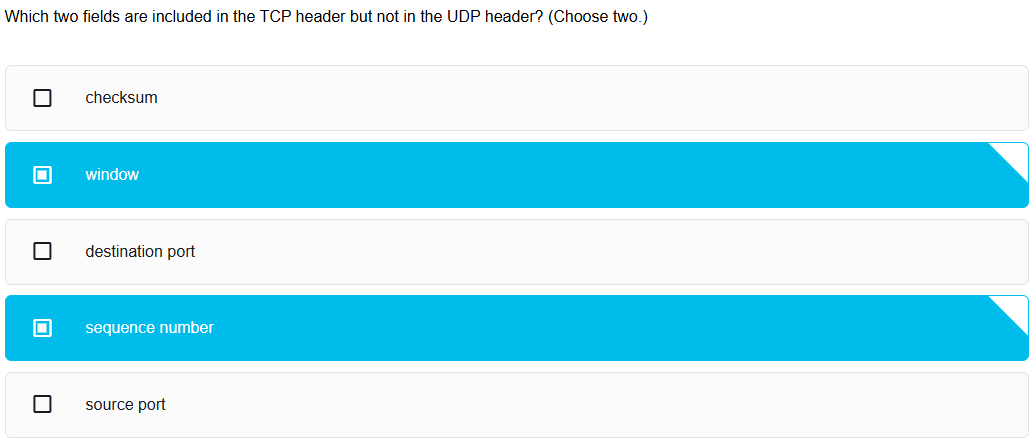 Which two fields are included in the TCP header but not in the UDP header? (Choose two.)
checksum
window
destination port
sequence number
source port